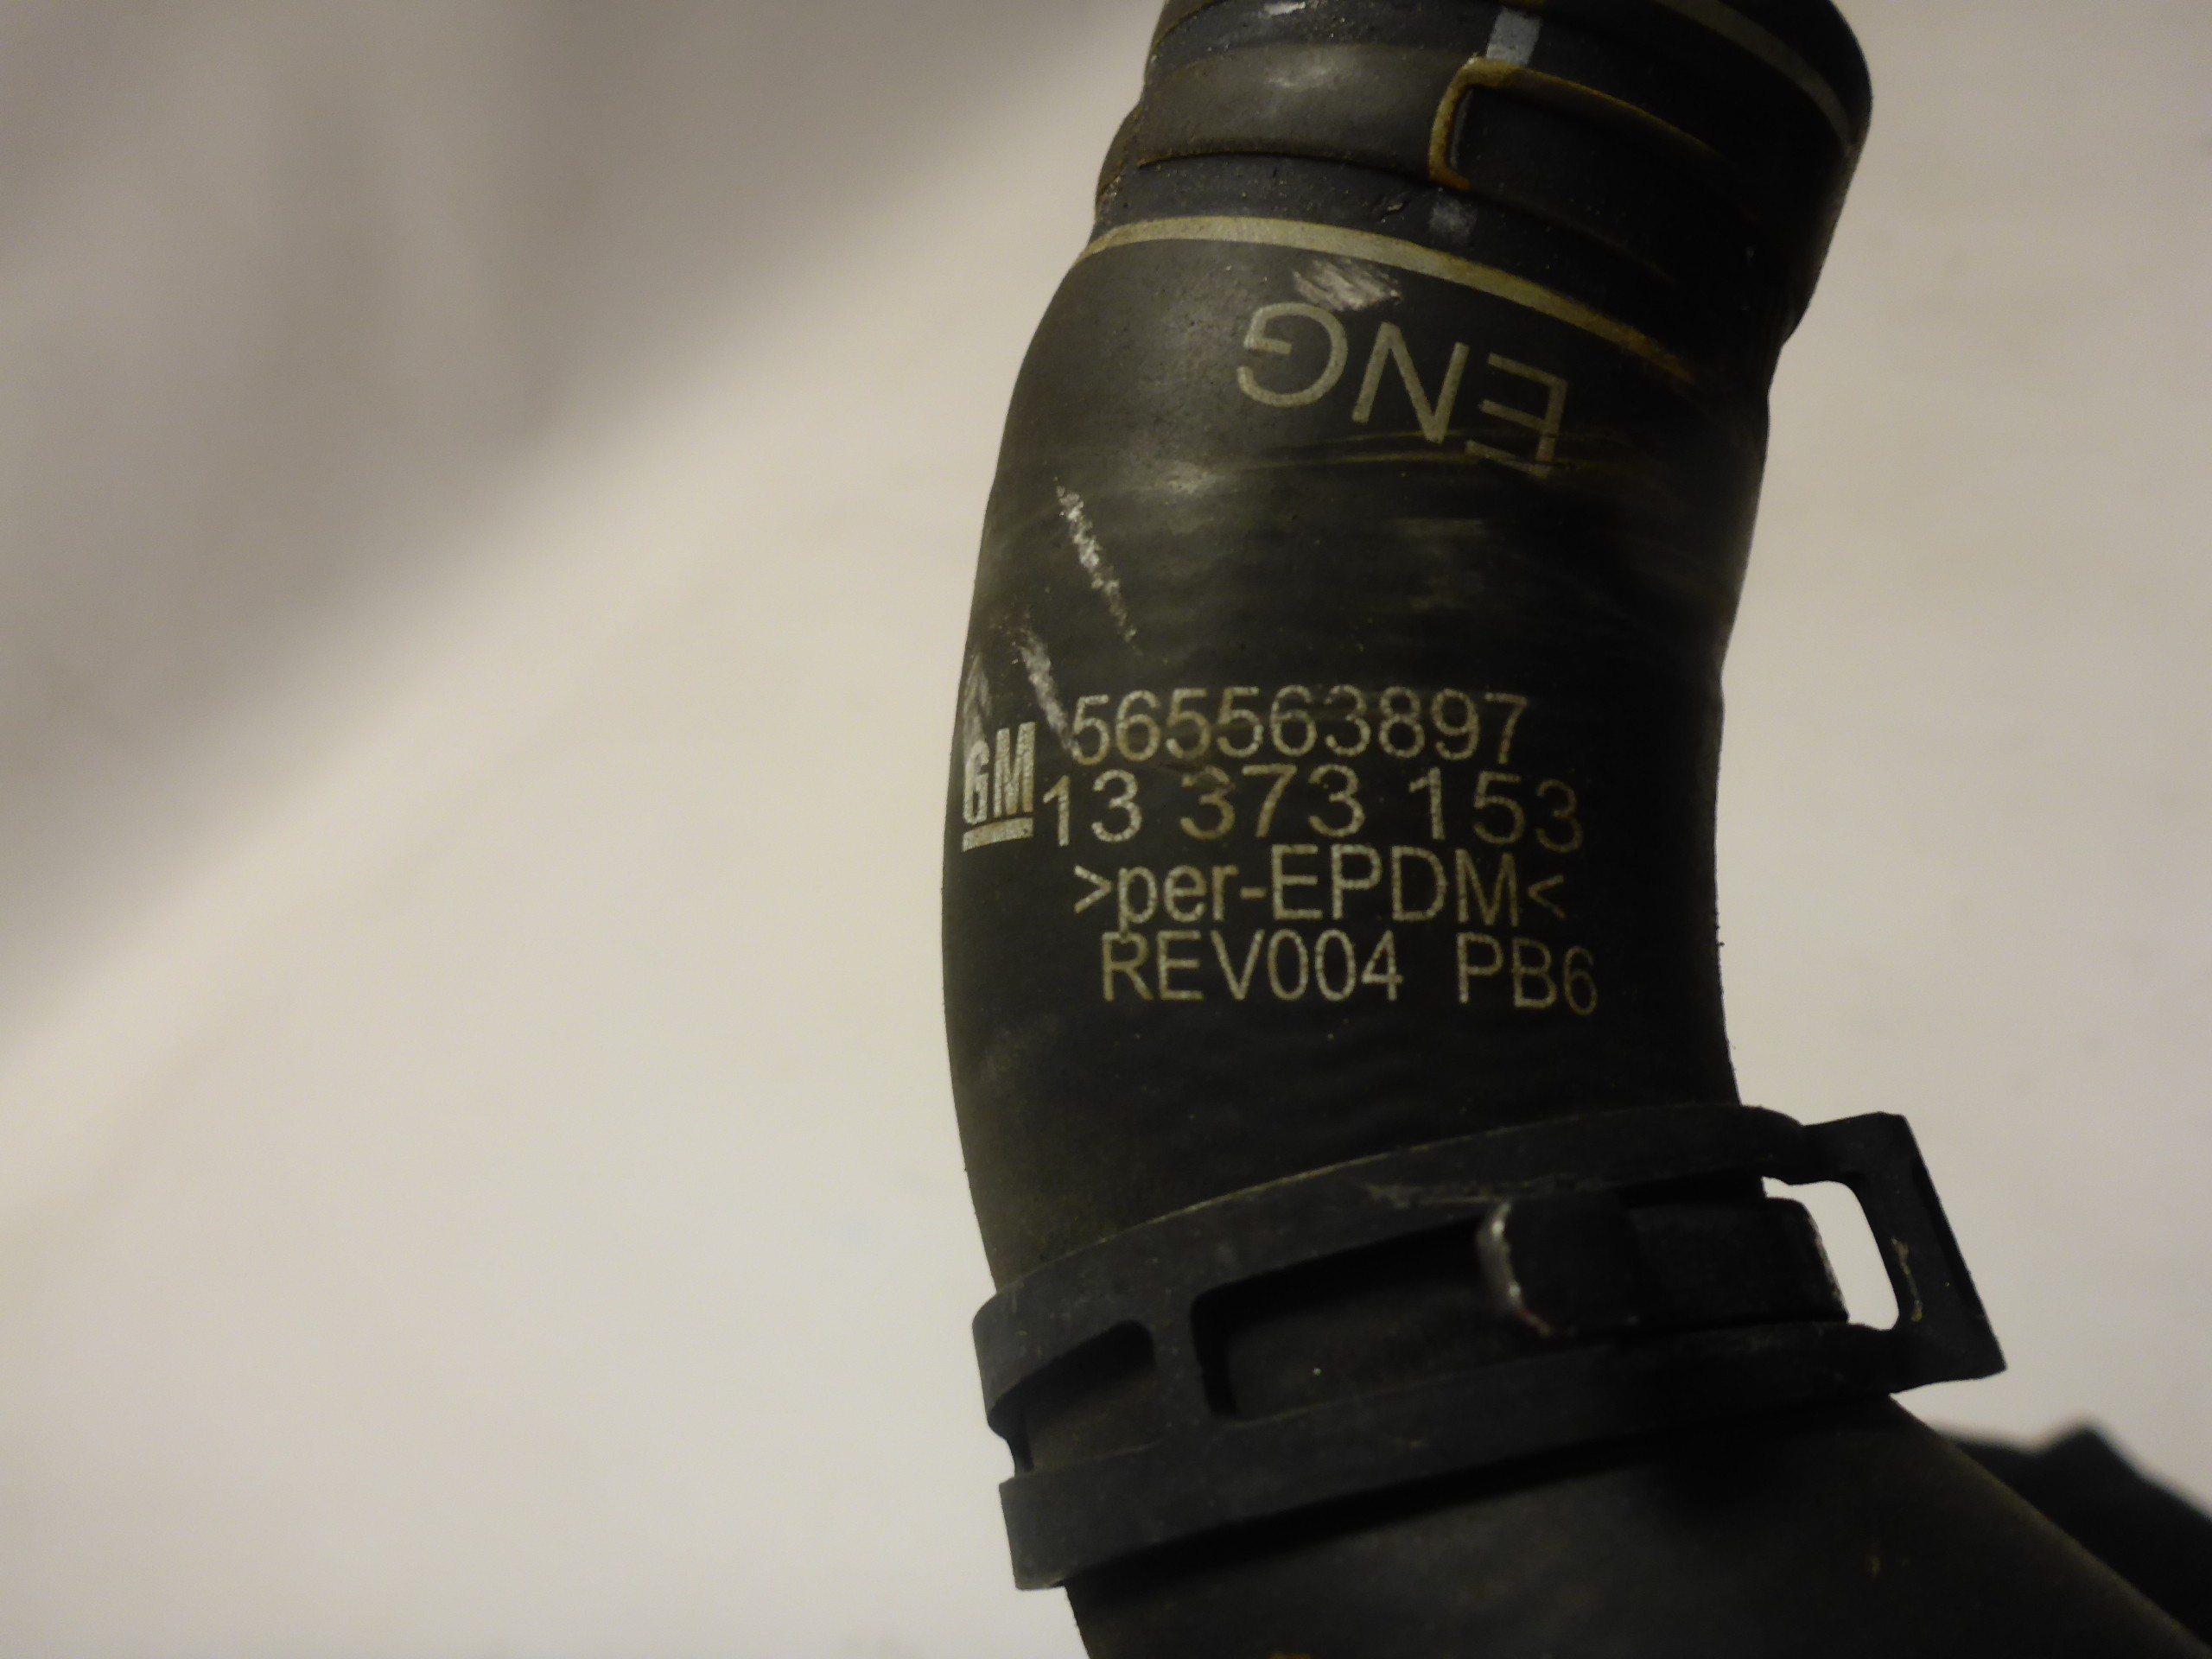 ENG
565563897
GM 13 373 153
>per-EPDM<
REV004 PB6